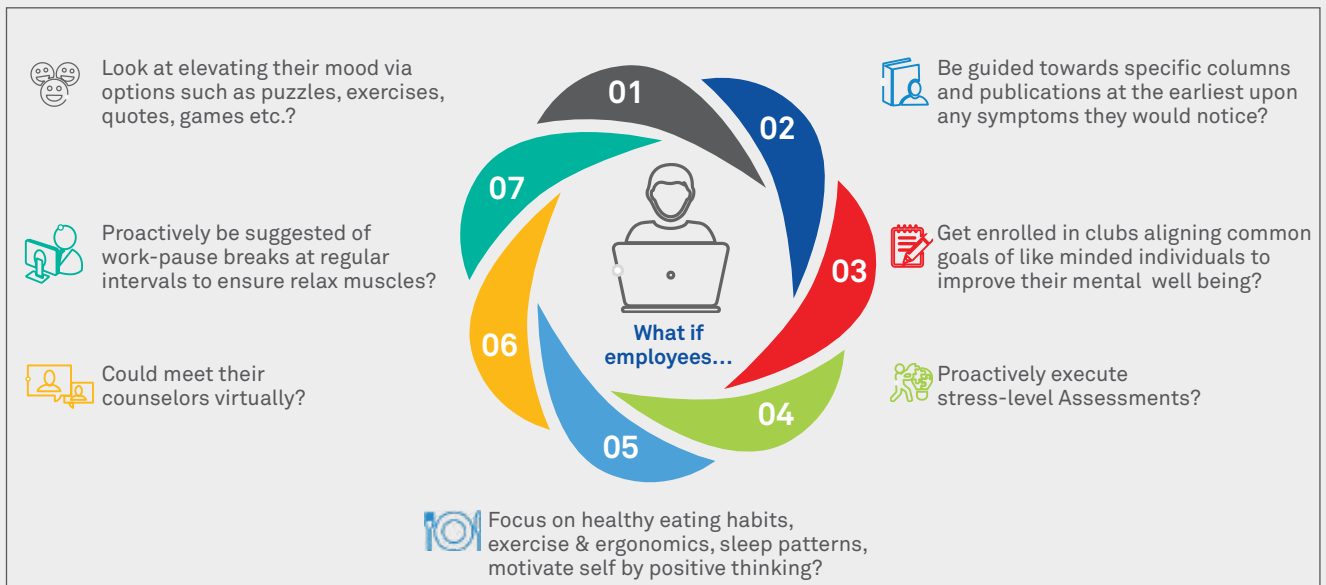 01
Look at elevating their mood via
options such as puzzles, exercises,
quotes, games etc.?
02
Be guided towards specific columns
and publications at the earliest upon
any symptoms they would notice?
03
Get enrolled in clubs aligning common
goals of like minded individuals to
improve their mental well being?
04
Proactively execute
stress-level Assessments?
05
Focus on healthy eating habits,
exercise & ergonomics, sleep patterns,
motivate self by positive thinking?
06
Could meet their
counselors virtually?
07
Proactively be suggested of
work-pause breaks at regular
intervals to ensure relax muscles?
What if
employees...